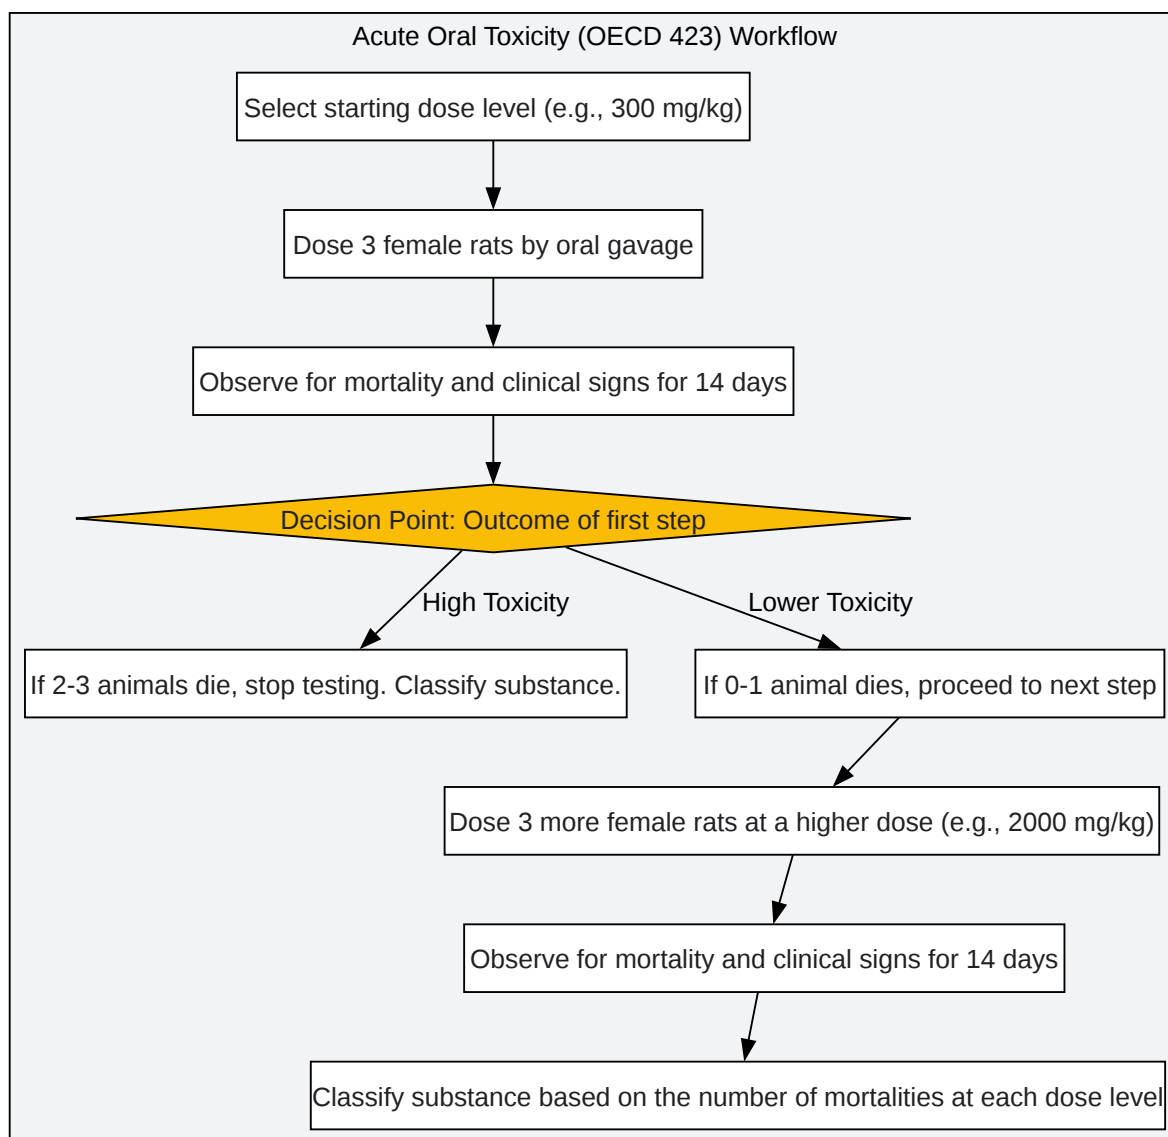 Acute Oral Toxicity (OECD 423) Workflow
Select starting dose level (e.g., 300 mg/kg)
Dose 3 female rats by oral gavage
Observe for mortality and clinical signs for 14 days
Decision Point: Outcome of first step
High Toxicity
Lower Toxicity
If 2-3 animals die, stop testing. Classify substance.
If 0-1 animal dies, proceed to next step
Dose 3 more female rats at a higher dose (e.g., 2000 mg/kg)
Observe for mortality and clinical signs for 14 days
Classify substance based on the number of mortalities at each dose level